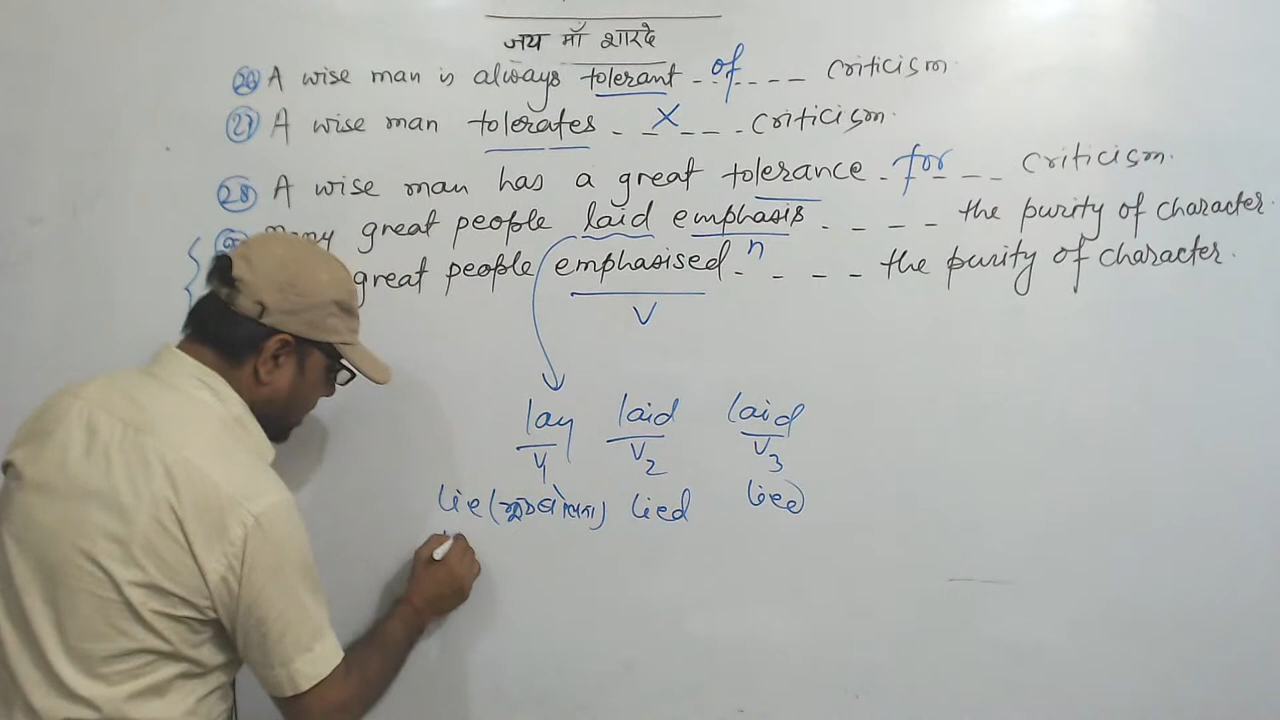 जय माँ शारदे
26 A wise man is always tolerant - of - - - criticism.
27 A wise man tolerates - - X - - - criticism.
28 A wise man has a great tolerance - for - - - criticism.
Many great people laid emphasis - - - - the purity of character.
n
great people emphasised - - - - the purity of character.
V
lay laid laid
V1 V2 V3
lie (झूठ बोलना) lied lied